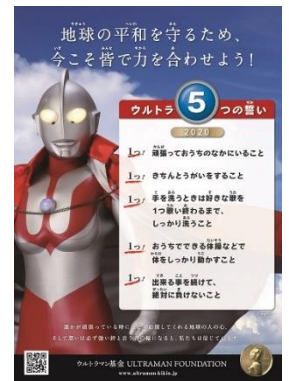 地球の平和を守るため、
今こそ皆で力を合わせよう!
ウルトラ5つの誓い
2020
1つ! 頑張っておうちのなかにいること
1つ! きちんとうがいをすること
1つ! 手を洗うときは好きな歌を
1つ歌い終わるまで、
しっかり洗うこと
1つ! おうちでできる体操などで
体をしっかり動かすこと
1つ! 出来る事を続けて、
絶対に負けないこと
ウルトラマン基金 ULTRAMAN FOUNDATION
www.ultraman-kikin.jp